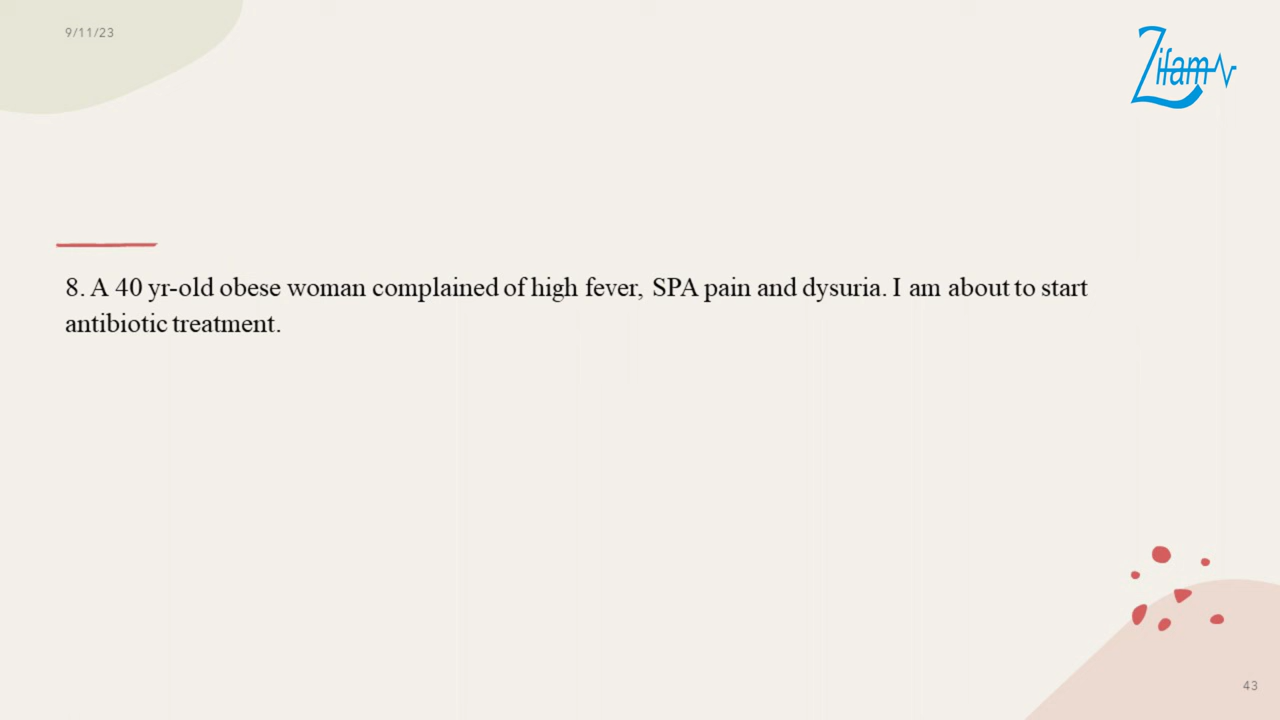 9/11/23
Zifam
8. A 40 yr-old obese woman complained of high fever, SPA pain and dysuria. I am about to start
antibiotic treatment.
43